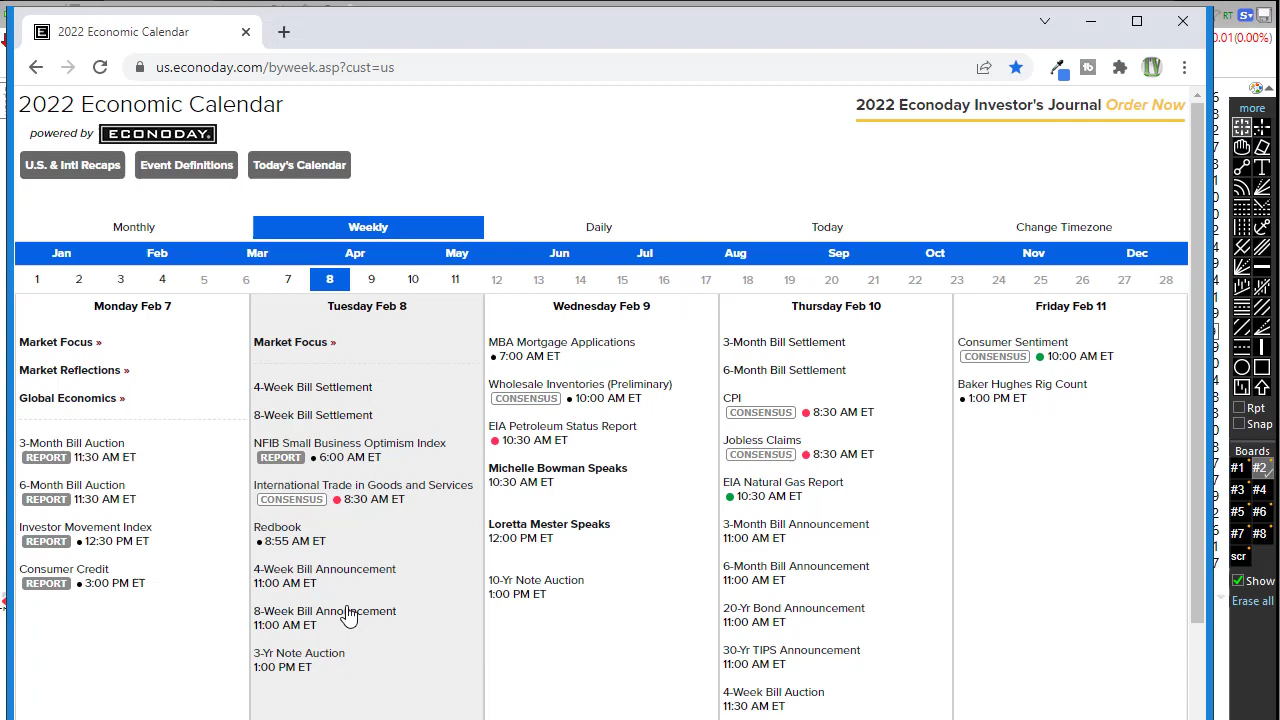 2022 Economic Calendar
us.econoday.com/byweek.asp?cust=us
RT
0.01(0.00%)
2022 Economic Calendar
2022 Econoday Investor's Journal Order Now
powered by ECONODAY
U.S. & Intl Recaps Event Definitions Today's Calendar
Monthly Weekly Daily Today Change Timezone
Jan Feb Mar Apr May Jun Jul Aug Sep Oct Nov Dec
1 2 3 4 5 6 7 8 9 10 11 12 13 14 15 16 17 18 19 20 21 22 23 24 25 26 27 28
Monday Feb 7
Market Focus »
Market Reflections »
Global Economics »
3-Month Bill Auction
REPORT 11:30 AM ET
6-Month Bill Auction
REPORT 11:30 AM ET
Investor Movement Index
REPORT • 12:30 PM ET
Consumer Credit
REPORT • 3:00 PM ET
Tuesday Feb 8
Market Focus »
4-Week Bill Settlement
8-Week Bill Settlement
NFIB Small Business Optimism Index
REPORT • 6:00 AM ET
International Trade in Goods and Services
CONSENSUS • 8:30 AM ET
Redbook
• 8:55 AM ET
4-Week Bill Announcement
11:00 AM ET
8-Week Bill Announcement
11:00 AM ET
3-Yr Note Auction
1:00 PM ET
Wednesday Feb 9
MBA Mortgage Applications
• 7:00 AM ET
Wholesale Inventories (Preliminary)
CONSENSUS • 10:00 AM ET
EIA Petroleum Status Report
• 10:30 AM ET
Michelle Bowman Speaks
10:30 AM ET
Loretta Mester Speaks
12:00 PM ET
10-Yr Note Auction
1:00 PM ET
Thursday Feb 10
3-Month Bill Settlement
6-Month Bill Settlement
CPI
CONSENSUS • 8:30 AM ET
Jobless Claims
CONSENSUS • 8:30 AM ET
EIA Natural Gas Report
• 10:30 AM ET
3-Month Bill Announcement
11:00 AM ET
6-Month Bill Announcement
11:00 AM ET
20-Yr Bond Announcement
11:00 AM ET
30-Yr TIPS Announcement
11:00 AM ET
4-Week Bill Auction
11:30 AM ET
Friday Feb 11
Consumer Sentiment
CONSENSUS • 10:00 AM ET
Baker Hughes Rig Count
• 1:00 PM ET
more
Rpt
Snap
Boards
#1 #2
#3 #4
#5 #6
#7 #8
scr
Show
Erase all